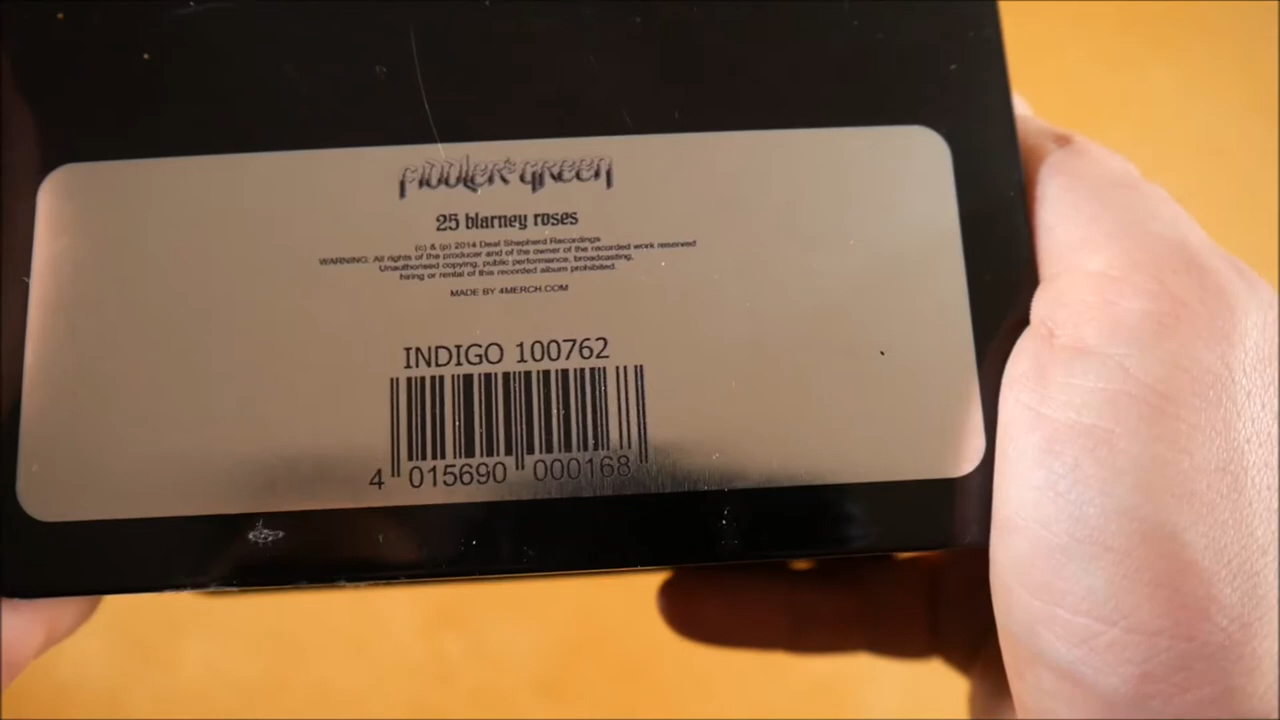 FIDDLER'S GREEN
25 blarney roses
(c) & (p) 2014 Deaf Shepherd Recordings
WARNING: All rights of the producer and of the owner of the recorded work reserved
Unauthorised copying, public performance, broadcasting,
hiring or rental of this recorded album prohibited.
MADE BY 4MERCH.COM
INDIGO 100762
4 015690 000168